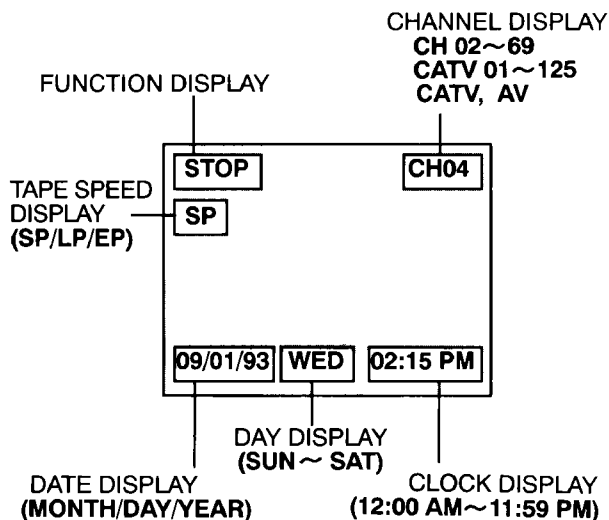 CHANNEL DISPLAY
CH 02～69
CATV 01～125
CATV, AV
FUNCTION DISPLAY
STOP
CH04
TAPE SPEED
DISPLAY
(SP/LP/EP)
SP
09/01/93
WED
02:15 PM
DAY DISPLAY
(SUN～ SAT)
DATE DISPLAY
(MONTH/DAY/YEAR)
CLOCK DISPLAY
(12:00 AM～11:59 PM)